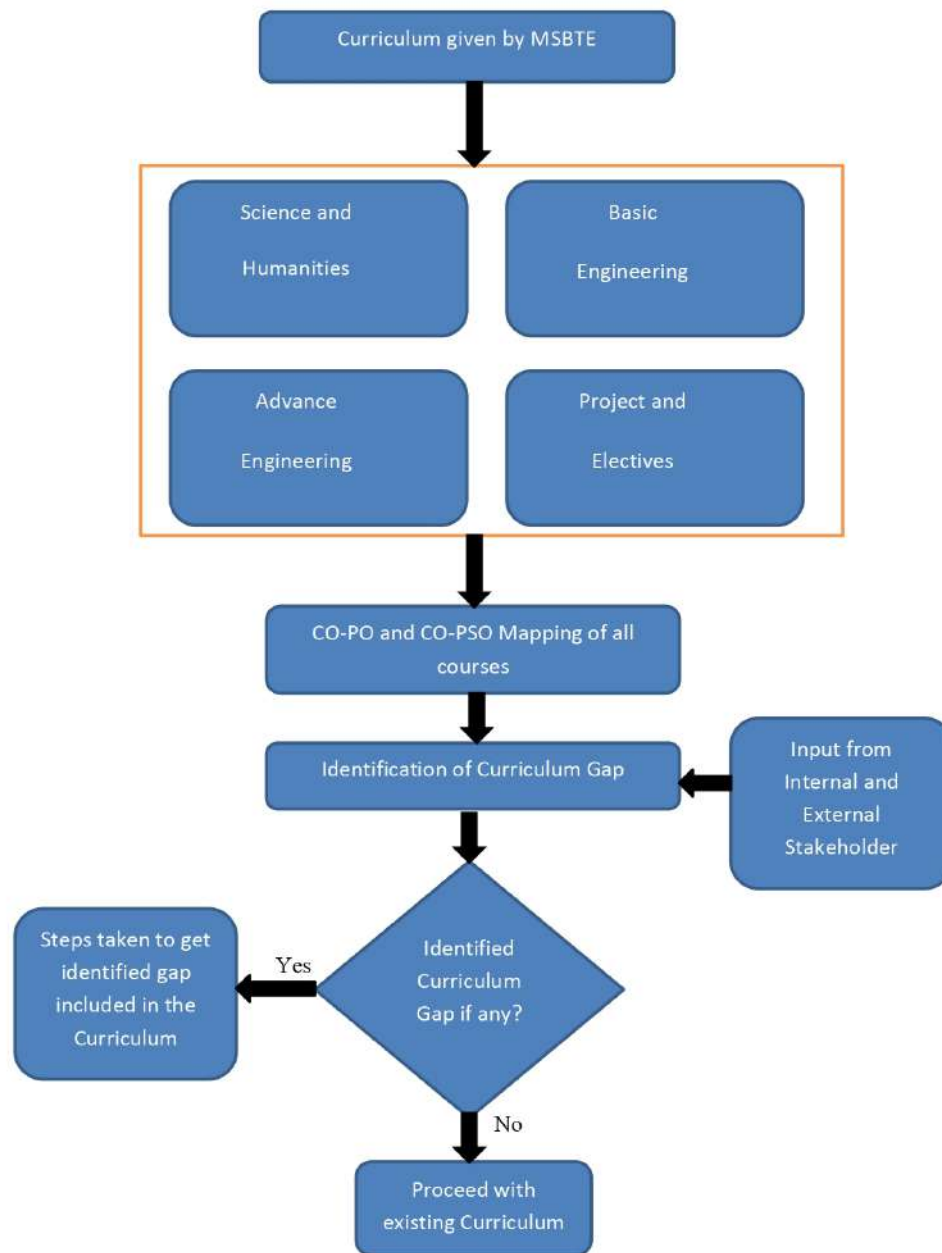 Curriculum given by MSBTE
Science and
Humanities
Basic
Engineering
Advance
Engineering
Project and
Electives
CO-PO and CO-PSO Mapping of all
courses
Identification of Curriculum Gap
Input from
Internal and
External
Stakeholder
Identified
Curriculum
Gap if any?
Yes
Steps taken to get
identified gap
included in the
Curriculum
No
Proceed with
existing Curriculum